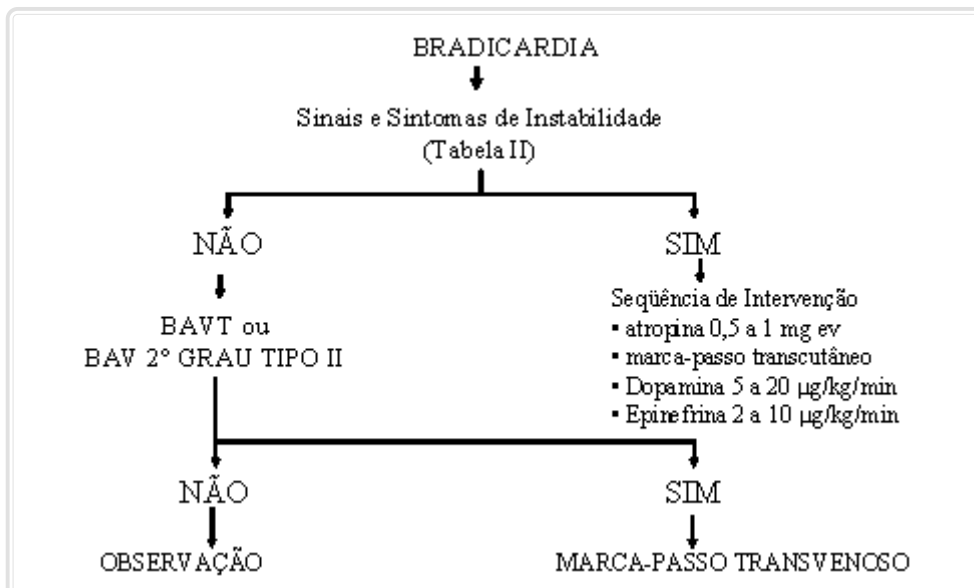 BRADICARDIA
Sinais e Sintomas de Instabilidade
(Tabela II)
NÃO
SIM
BAVT ou
BAV 2º GRAU TIPO II
Seqüência de Intervenção
▪ atropina 0,5 a 1 mg ev
▪ marca-passo transcutâneo
▪ Dopamina 5 a 20 µg/kg/min
▪ Epinefrina 2 a 10 µg/kg/min
NÃO
SIM
OBSERVAÇÃO
MARCA-PASSO TRANSVENOSO